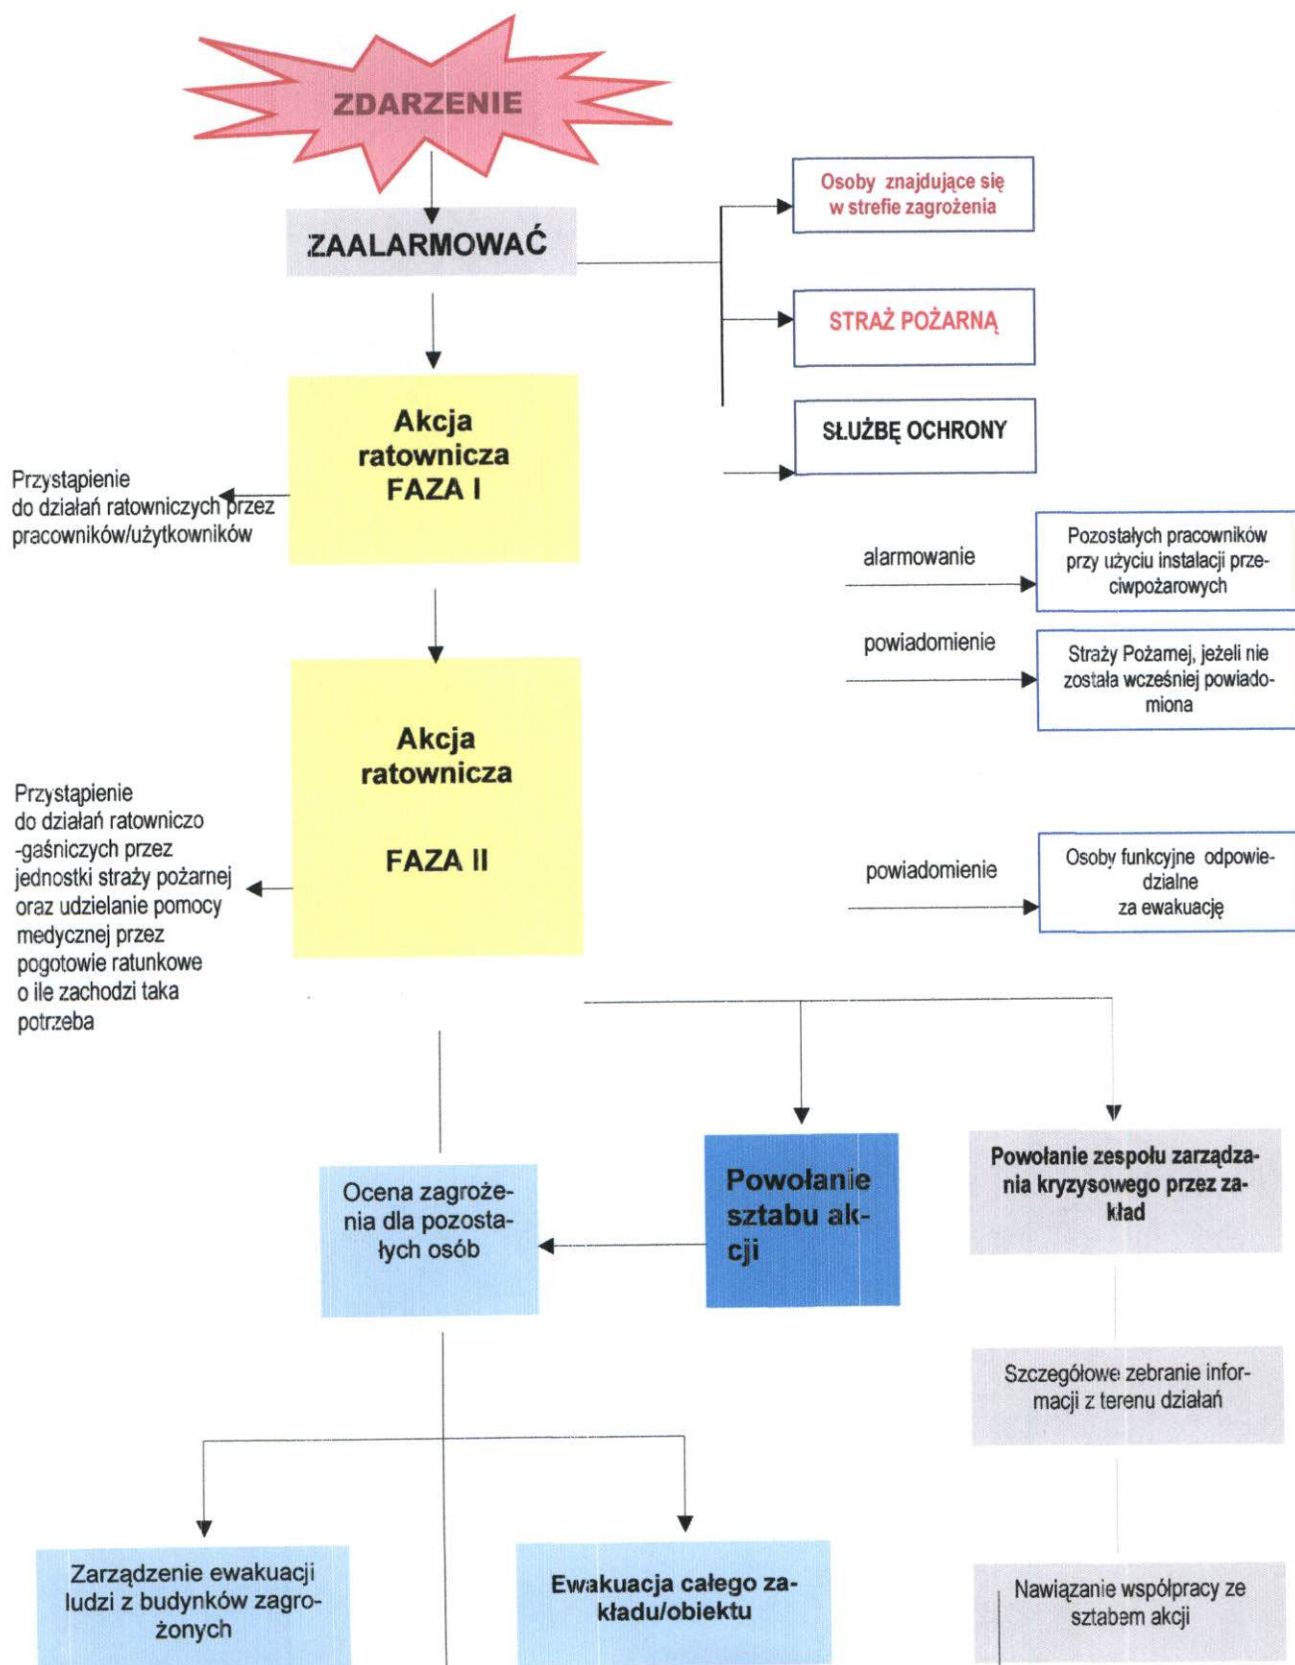 ZDARZENIE
ZAALARMOWAĆ
Osoby znajdujące się
w strefie zagrożenia
STRAŻ POŻARNĄ
SŁUŻBĘ OCHRONY
Akcja
ratownicza
FAZA I
Przystąpienie
do działań ratowniczych przez
pracowników/użytkowników
alarmowanie
Pozostałych pracowników
przy użyciu instalacji prze-
ciwpożarowych
powiadomienie
Straży Pożarnej, jeżeli nie
została wcześniej powiado-
miona
Akcja
ratownicza
FAZA II
Przystąpienie
do działań ratowniczo
-gaśniczych przez
jednostki straży pożarnej
oraz udzielanie pomocy
medycznej przez
pogotowie ratunkowe
o ile zachodzi taka
potrzeba
powiadomienie
Osoby funkcyjne odpowie-
dzialne
za ewakuację
Ocena zagroże-
nia dla pozosta-
łych osób
Powołanie
sztabu ak-
cji
Powołanie zespołu zarządza-
nia kryzysowego przez za-
kład
Szczegółowe zebranie infor-
macji z terenu działań
Zarządzenie ewakuacji
ludzi z budynków zagro-
żonych
Ewakuacja całego za-
kładu/obiektu
Nawiązanie współpracy ze
sztabem akcji